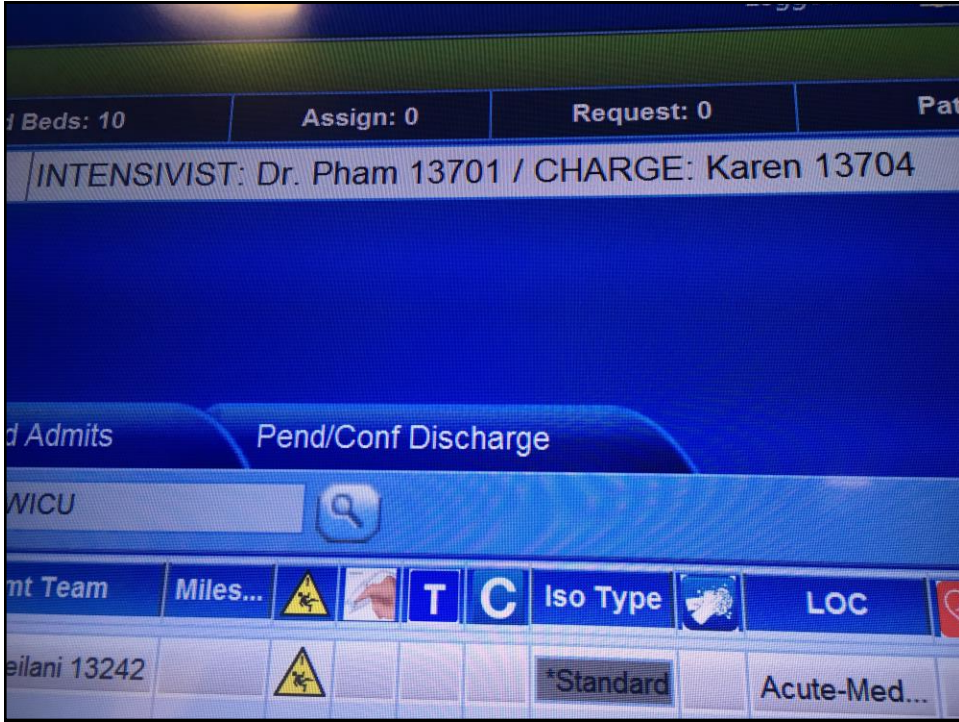 Beds: 10 Assign: 0 Request: 0
INTENSIVIST: Dr. Pham 13701 / CHARGE: Karen 13704
Admits Pend/Conf Discharge
WICU
Team Miles... T C Iso Type LOC
13242 *Standard Acute-Med...